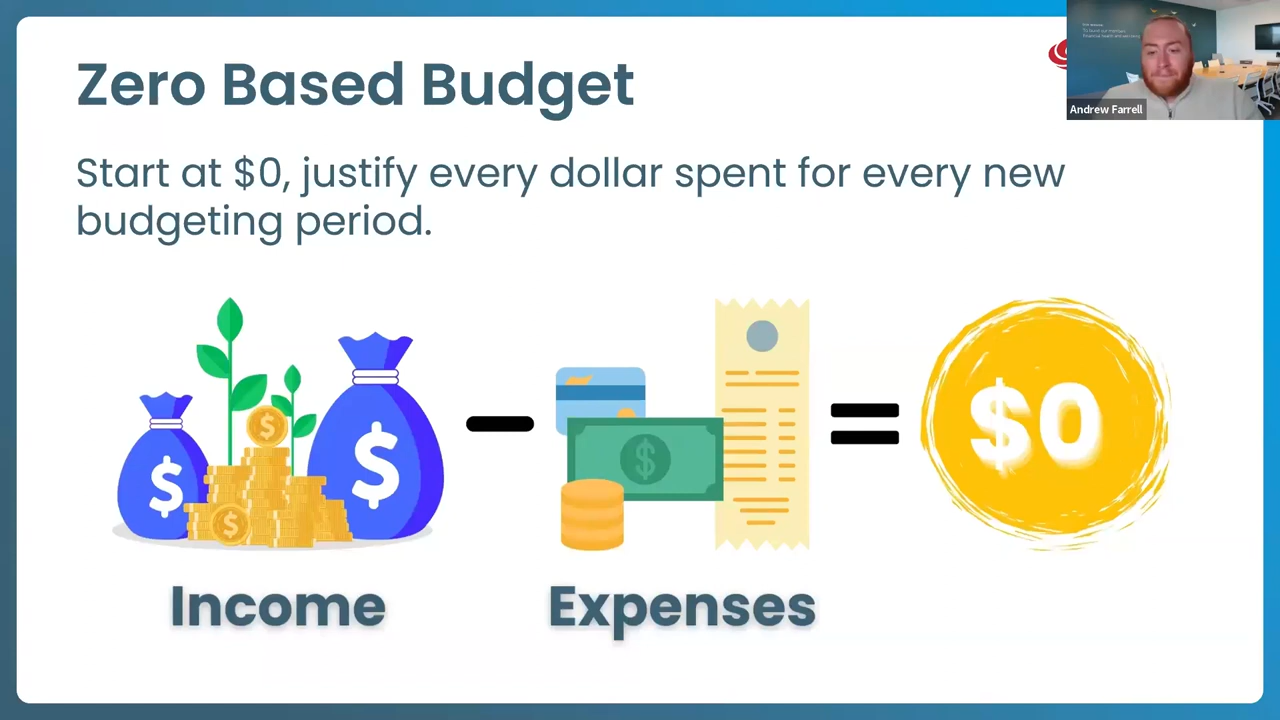 Zero Based Budget
Start at $0, justify every dollar spent for every new
budgeting period.
Andrew Farrell
$
$
$
$
$
$0
Income
Expenses